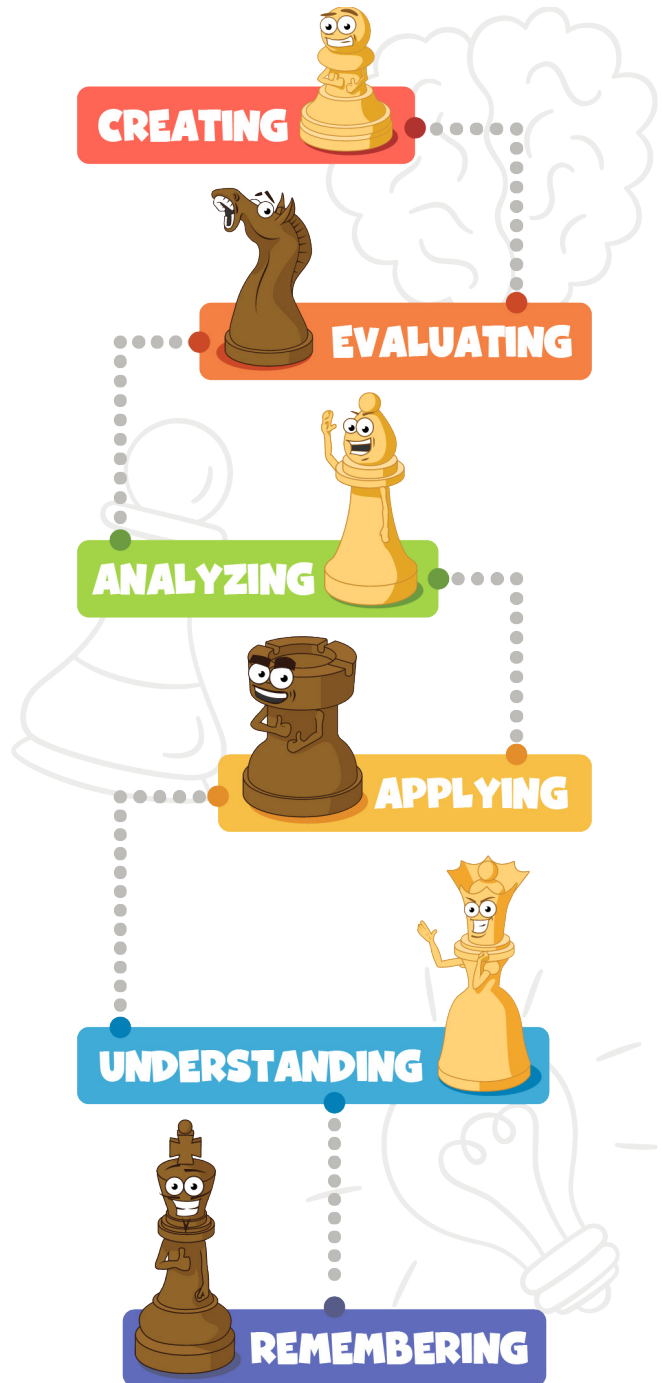 CREATING
EVALUATING
ANALYZING
APPLYING
UNDERSTANDING
REMEMBERING